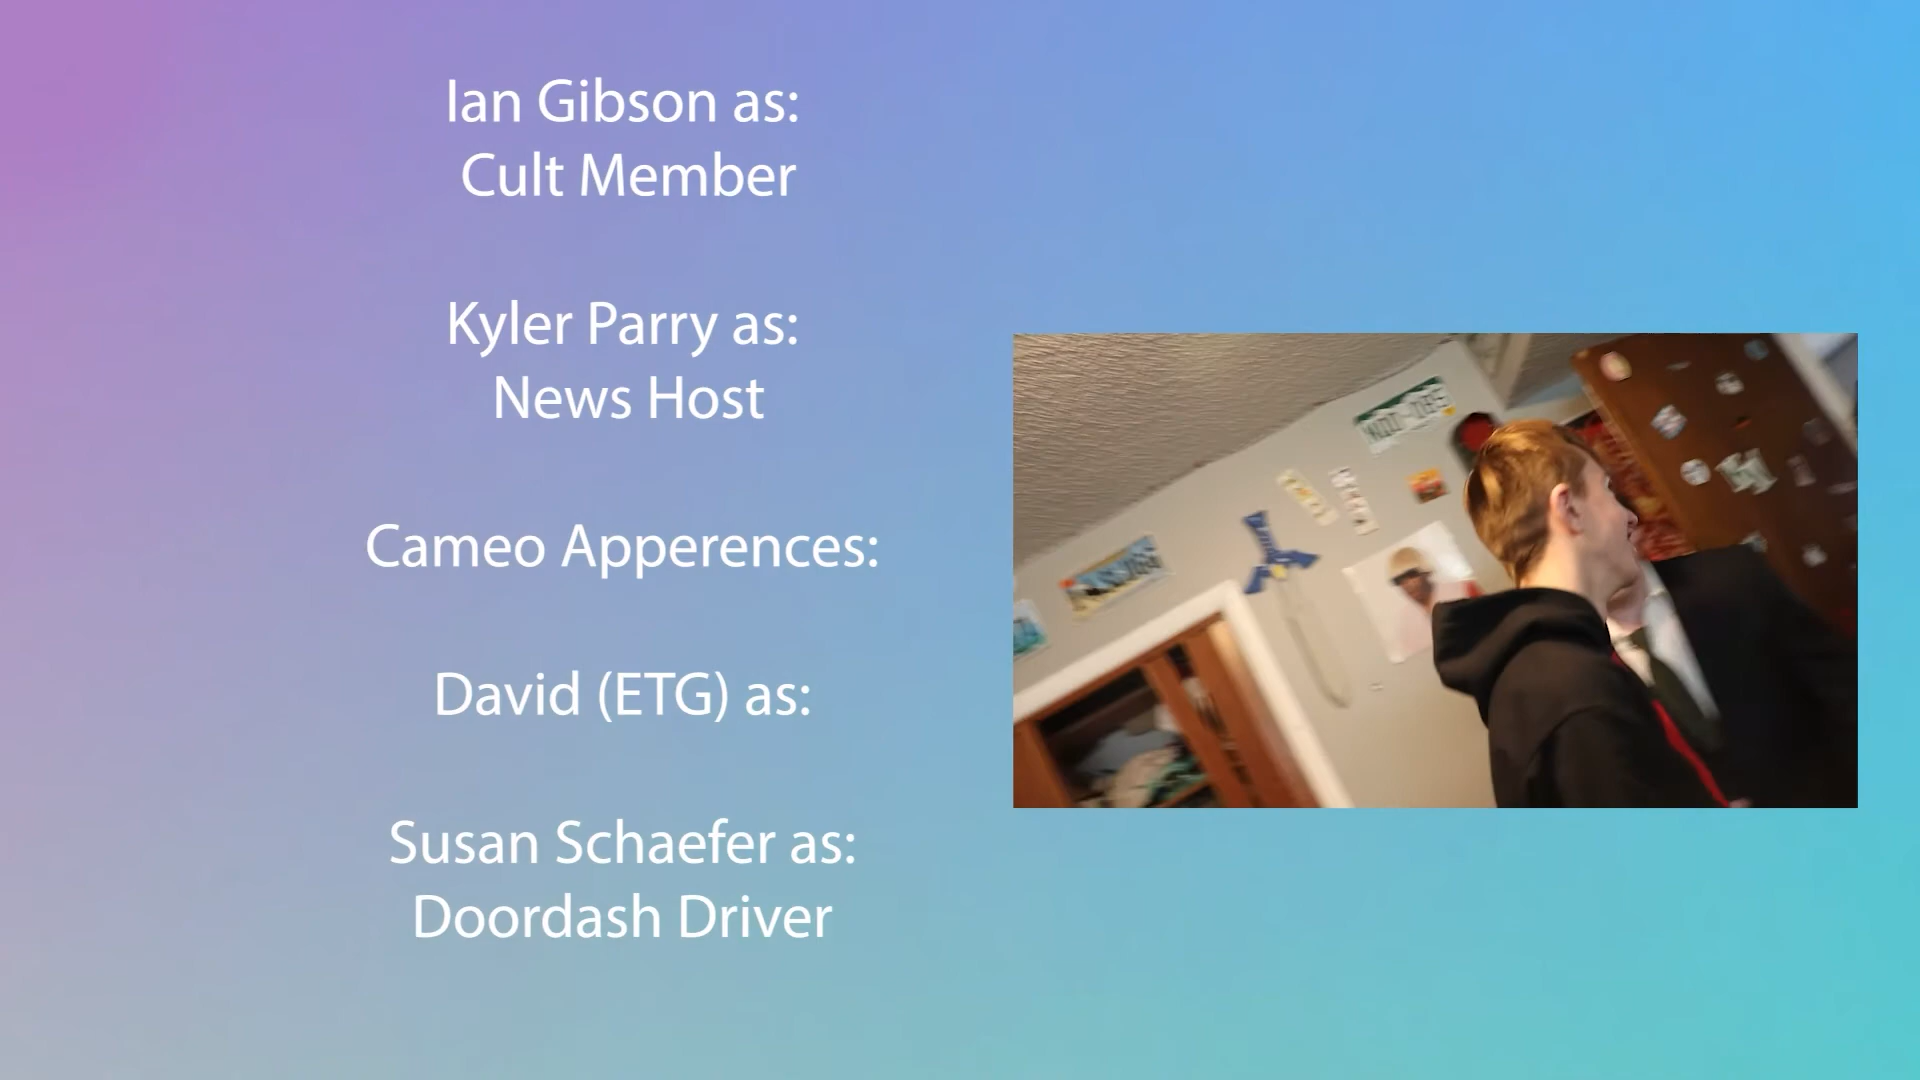 Ian Gibson as:
Cult Member
Kyler Parry as:
News Host
Cameo Apperences:
David (ETG) as:
Susan Schaefer as:
Doordash Driver